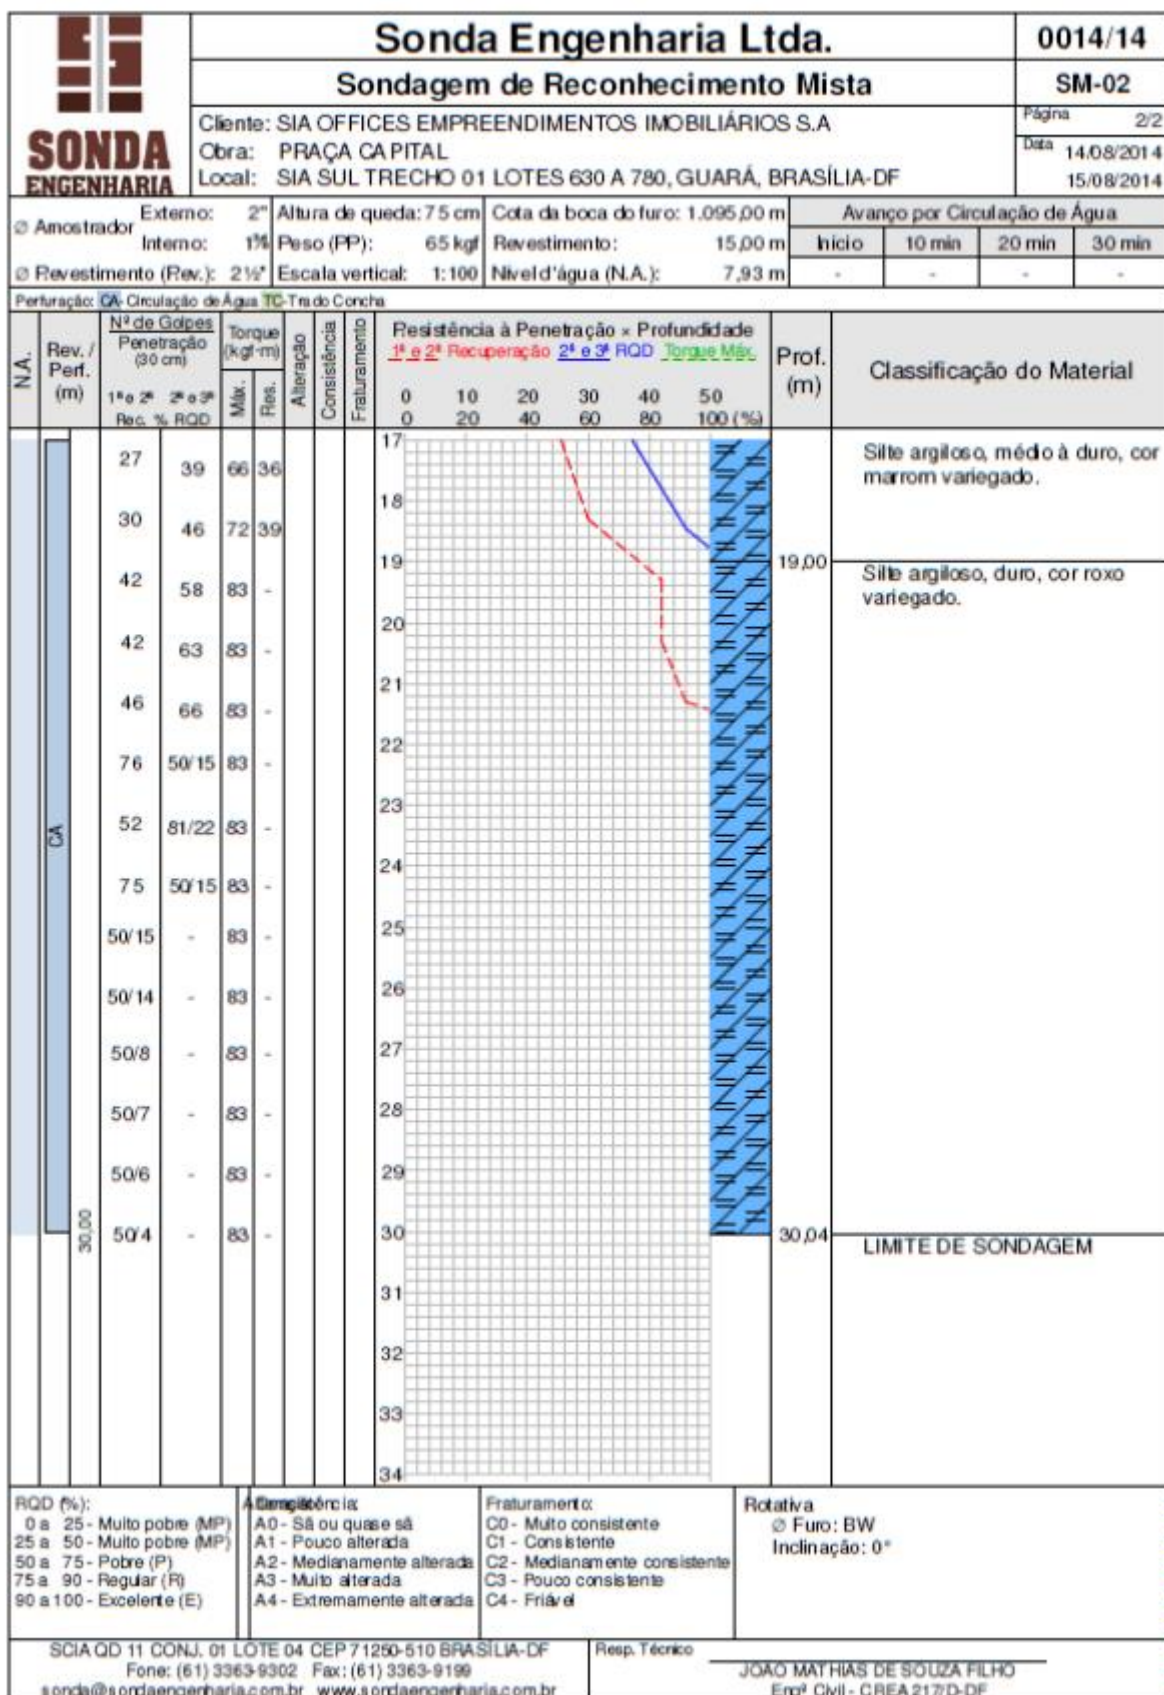 Sonda Engenharia Ltda.
0014/14
Sondagem de Reconhecimento Mista
SM-02
SONDA
ENGENHARIA
Cliente: SIA OFFICES EMPREENDIMENTOS IMOBILIÁRIOS S.A
Obra: PRAÇA CAPITAL
Local: SIA SUL TRECHO 01 LOTES 630 A 780, GUARÁ, BRASÍLIA-DF
Página 2/2
Data 14/08/2014
15/08/2014
Ø Amostrador Externo: 2"
Interno:
Ø Revestimento (Rev.): 2½"
Altura de queda: 75 cm
Peso (PP): 65 kgf
Escala vertical: 1:100
Cota da boca do furo: 1.095,00 m
Revestimento: 15,00 m
Nível d'água (N.A.): 7,93 m
Avanço por Circulação de Água
Início 10 min 20 min 30 min
- - - -
Perfuração: CA- Circulação de Água TC-Trado Concha
N.A.
Rev. / Perf. (m)
Nº de Golpes
Penetração
(30 cm)
1ª e 2ª 2ª e 3ª
Rec. % RQD
Torque
(kgf-m)
Máx. Res.
Alteração
Consistência
Fraturamento
Resistência à Penetração × Profundidade
1ª e 2ª Recuperação 2ª e 3ª RQD Torque Máx.
0 10 20 30 40 50
0 20 40 60 80 100 (%)
Prof.
(m)
Classificação do Material
CA
30,00
27 39 66 36
30 46 72 39
42 58 83 -
42 63 83 -
46 66 83 -
76 50/15 83 -
52 81/22 83 -
75 50/15 83 -
50/15 - 83 -
50/14 - 83 -
50/8 - 83 -
50/7 - 83 -
50/6 - 83 -
50/4 - 83 -
17
18
19
20
21
22
23
24
25
26
27
28
29
30
31
32
33
34
Silte argiloso, médio à duro, cor
marrom variegado.
19,00
Silte argiloso, duro, cor roxo
variegado.
30,04
LIMITE DE SONDAGEM
RQD (%):
0 a 25 - Muito pobre (MP)
25 a 50 - Muito pobre (MP)
50 a 75 - Pobre (P)
75 a 90 - Regular (R)
90 a 100 - Excelente (E)
A0 - Sã ou quase sã
A1 - Pouco alterada
A2 - Medianamente alterada
A3 - Muito alterada
A4 - Extremamente alterada
Fraturamento:
C0 - Muito consistente
C1 - Consistente
C2 - Medianamente consistente
C3 - Pouco consistente
C4 - Friável
Rotativa
Ø Furo: BW
Inclinação: 0°
SCIA QD 11 CONJ. 01 LOTE 04 CEP 71250-510 BRASÍLIA-DF
Fone: (61) 3363-9302 Fax: (61) 3363-9199
sonda@sondaengenharia.com.br www.sondaengenharia.com.br
Resp. Técnico
JOÃO MATHIAS DE SOUZA FILHO
Engº Civil - CREA 217/D-DF